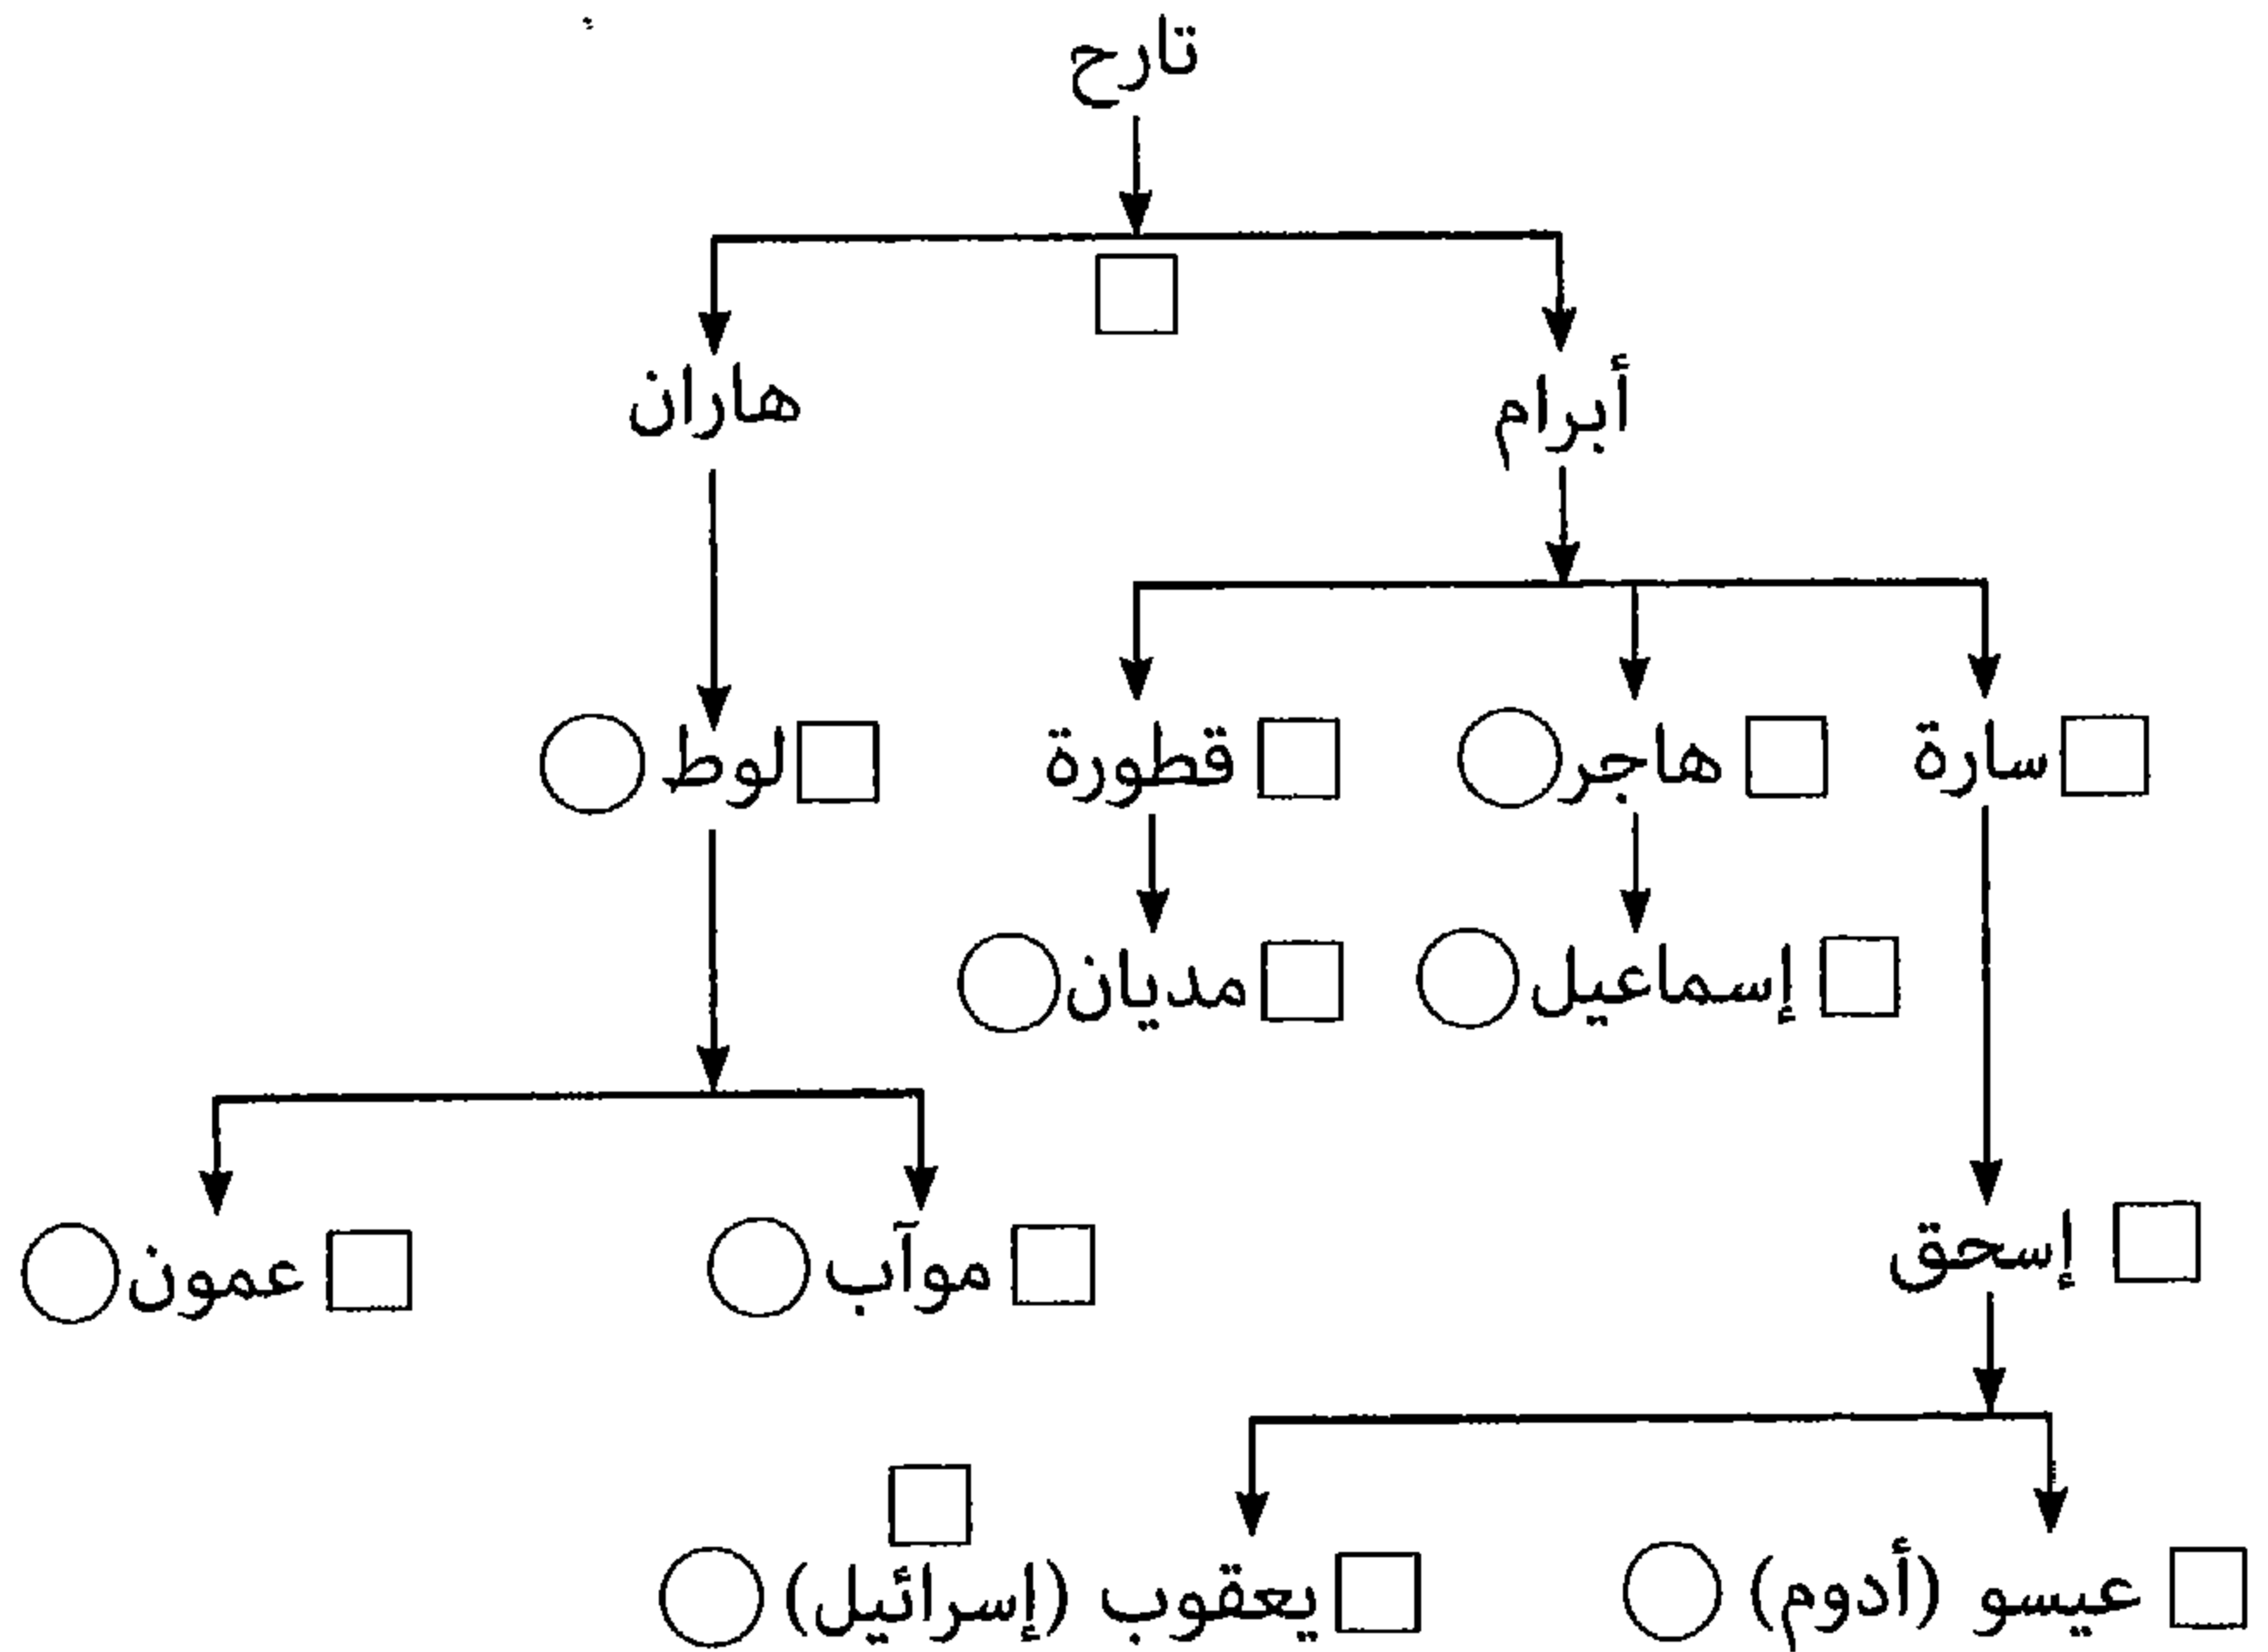 تارح
أبرام
هاران
سارة
هاجر
قطورة
لوط
إسماعيل
مديان
إسحق
موآب
عمون
عيسو (أدوم)
يعقوب (إسرائيل)